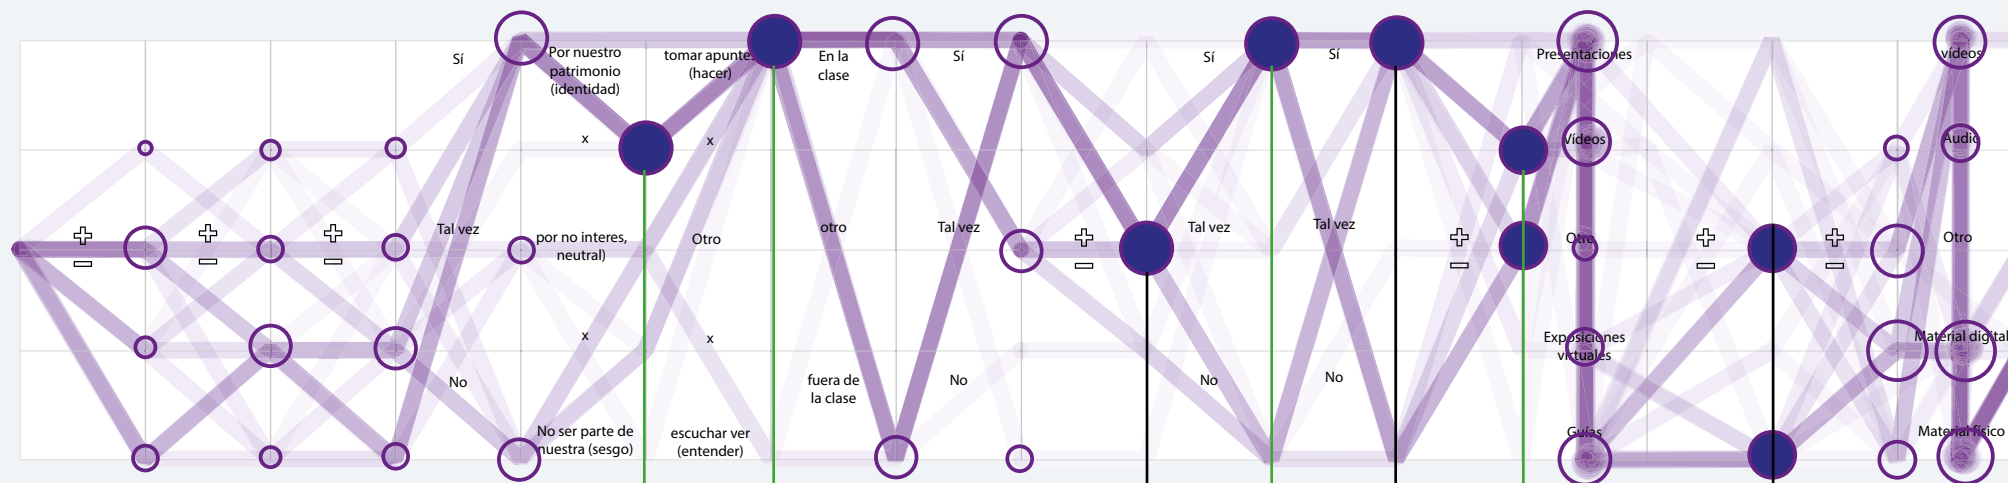 Sí
Tal vez
No
Por nuestro
patrimonio
(identidad)
x
por no interes,
neutral)
x
No ser parte de
nuestra (sesgo)
tomar apuntes
(hacer)
x
Otro
x
escuchar ver
(entender)
En la
clase
otro
fuera de
la clase
Sí
Tal vez
No
Sí
Tal vez
No
Sí
Tal vez
No
Presentaciones
Vídeos
Otro
Exposiciones
virtuales
Guías
vídeos
Audio
Otro
Material digital
Material físico